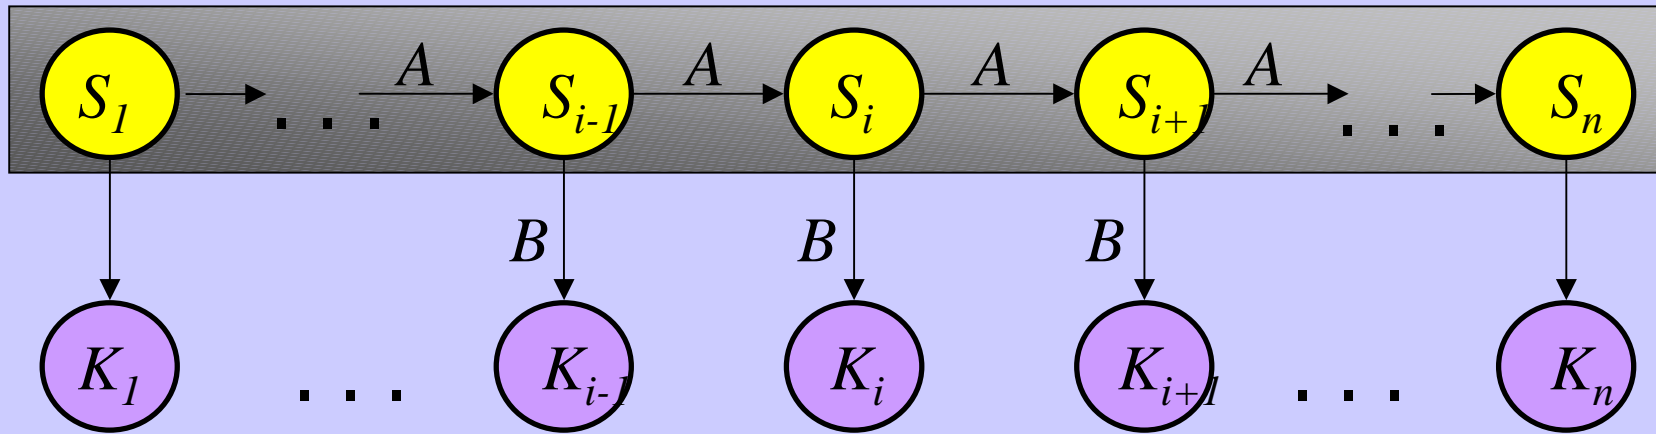 A A A A
S1 . . . Si-1 Si Si+1 . . . Sn
B B B
K1 . . . Ki-1 Ki Ki+1 . . . Kn